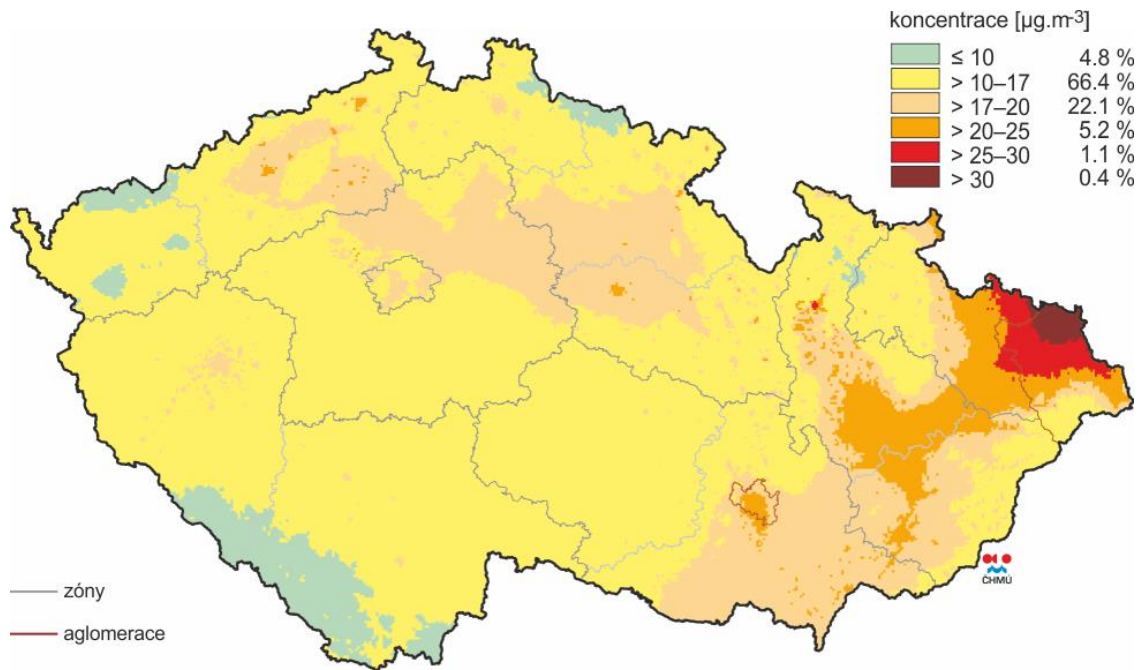 koncentrace [µg.m⁻³]
≤ 10 4.8 %
> 10–17 66.4 %
> 17–20 22.1 %
> 20–25 5.2 %
> 25–30 1.1 %
> 30 0.4 %
ČHMÚ
zóny
aglomerace